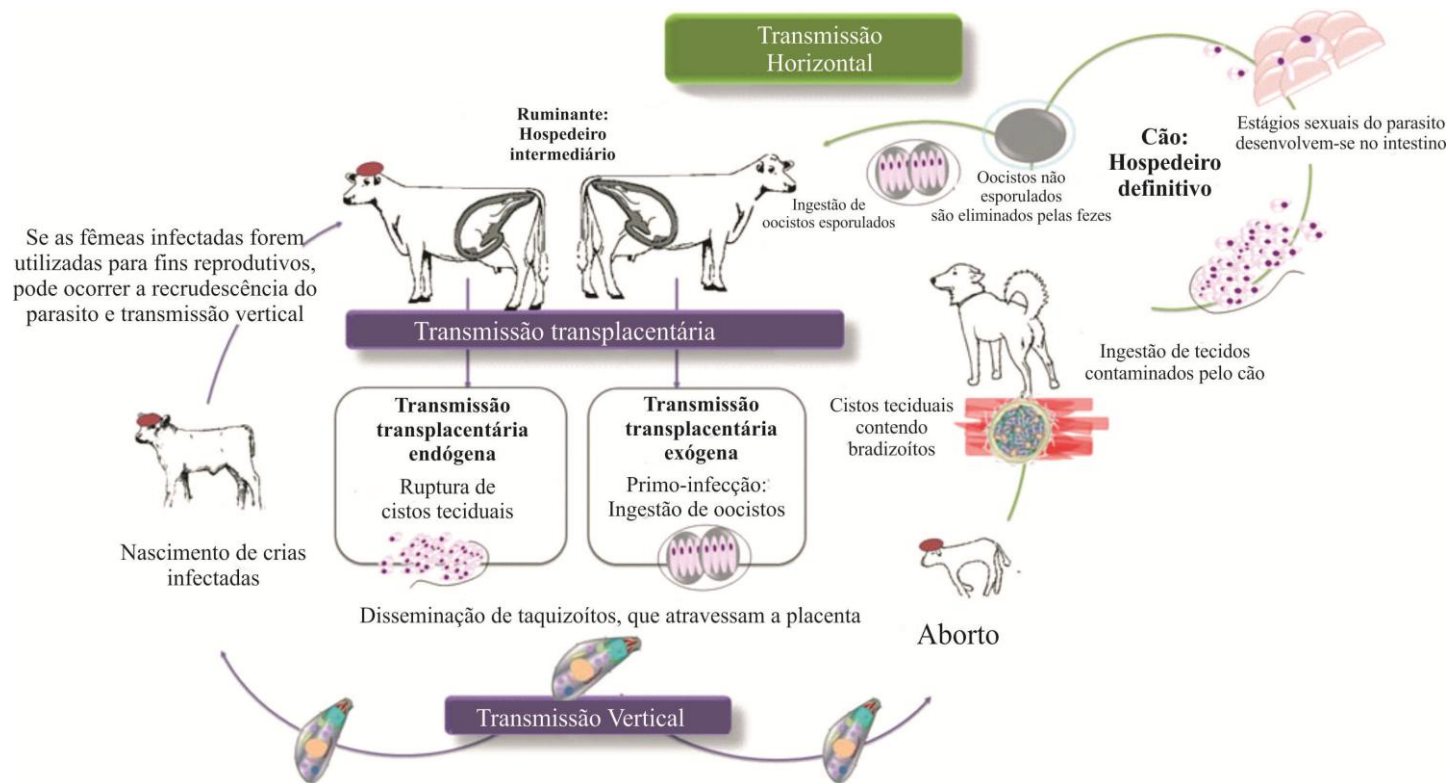 Transmissão
Horizontal
Ruminante:
Hospedeiro
intermediário
Estágios sexuais do parasito
desenvolvem-se no intestino
Cão:
Hospedeiro
definitivo
Oocistos não
esporulados
são eliminados pelas fezes
Ingestão de
oocistos esporulados
Se as fêmeas infectadas forem
utilizadas para fins reprodutivos,
pode ocorrer a recrudescência do
parasito e transmissão vertical
Transmissão transplacentária
Ingestão de tecidos
contaminados pelo cão
Transmissão
transplacentária
endógena
Ruptura de
cistos teciduais
Transmissão
transplacentária
exógena
Primo-infecção:
Ingestão de oocistos
Cistos teciduais
contendo
bradizoítos
Nascimento de crias
infectadas
Disseminação de taquizoítos, que atravessam a placenta
Aborto
Transmissão Vertical